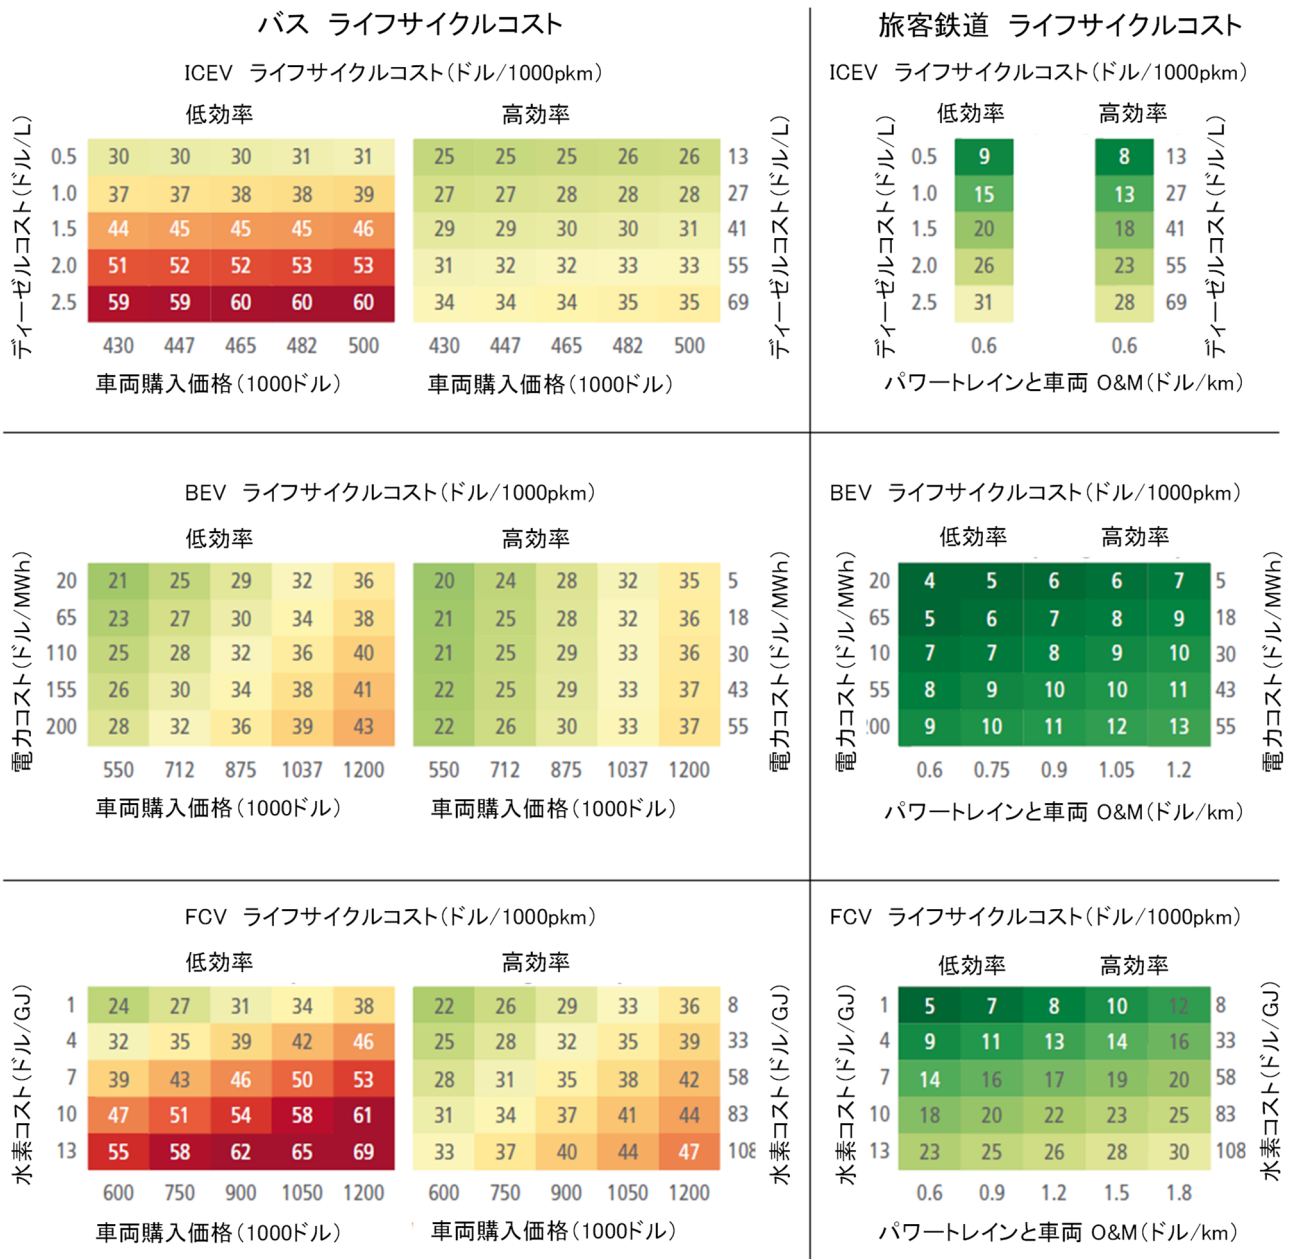 バス ライフサイクルコスト
ICEV ライフサイクルコスト(ドル/1000pkm)
低効率 高効率
ディーゼルコスト(ドル/L)
0.5 30 30 30 31 31 25 25 25 26 26 13
1.0 37 37 38 38 39 27 27 28 28 28 27
1.5 44 45 45 45 46 29 29 30 30 31 41
2.0 51 52 52 53 53 31 32 32 33 33 55
2.5 59 59 60 60 60 34 34 34 35 35 69
ディーゼルコスト(ドル/L)
430 447 465 482 500 430 447 465 482 500
車両購入価格(1000ドル) 車両購入価格(1000ドル)
旅客鉄道 ライフサイクルコスト
ICEV ライフサイクルコスト(ドル/1000pkm)
低効率 高効率
ディーゼルコスト(ドル/L)
0.5 9 8 13
1.0 15 13 27
1.5 20 18 41
2.0 26 23 55
2.5 31 28 69
ディーゼルコスト(ドル/L)
0.6 0.6
パワートレインと車両 O&M(ドル/km)
BEV ライフサイクルコスト(ドル/1000pkm)
低効率 高効率
電力コスト(ドル/MWh)
20 21 25 29 32 36 20 24 28 32 35 5
65 23 27 30 34 38 21 25 28 32 36 18
110 25 28 32 36 40 21 25 29 33 36 30
155 26 30 34 38 41 22 25 29 33 37 43
200 28 32 36 39 43 22 26 30 33 37 55
電力コスト(ドル/MWh)
550 712 875 1037 1200 550 712 875 1037 1200
車両購入価格(1000ドル) 車両購入価格(1000ドル)
BEV ライフサイクルコスト(ドル/1000pkm)
低効率 高効率
電力コスト(ドル/MWh)
20 4 5 6 6 7 5
65 5 6 7 8 9 18
10 7 7 8 9 10 30
55 8 9 10 10 11 43
00 9 10 11 12 13 55
電力コスト(ドル/MWh)
0.6 0.75 0.9 1.05 1.2
パワートレインと車両 O&M(ドル/km)
FCV ライフサイクルコスト(ドル/1000pkm)
低効率 高効率
水素コスト(ドル/GJ)
1 24 27 31 34 38 22 26 29 33 36 8
4 32 35 39 42 46 25 28 32 35 39 33
7 39 43 46 50 53 28 31 35 38 42 58
10 47 51 54 58 61 31 34 37 41 44 83
13 55 58 62 65 69 33 37 40 44 47 108
水素コスト(ドル/GJ)
600 750 900 1050 1200 600 750 900 1050 1200
車両購入価格(1000ドル) 車両購入価格(1000ドル)
FCV ライフサイクルコスト(ドル/1000pkm)
低効率 高効率
水素コスト(ドル/GJ)
1 5 7 8 10 12 8
4 9 11 13 14 16 33
7 14 16 17 19 20 58
10 18 20 22 23 25 83
13 23 25 26 28 30 108
水素コスト(ドル/GJ)
0.6 0.9 1.2 1.5 1.8
パワートレインと車両 O&M(ドル/km)